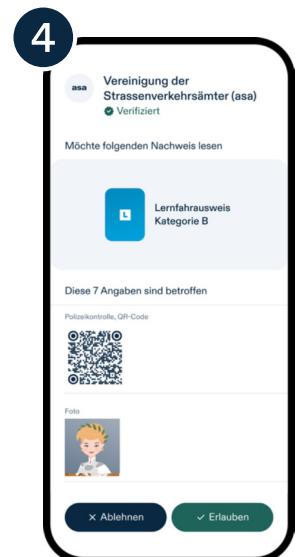 4
asa
Vereinigung der
Strassenverkehrsämter (asa)
Verifiziert
Möchte folgenden Nachweis lesen
L
Lernfahrausweis
Kategorie B
Diese 7 Angaben sind betroffen
Polizeikontrolle, QR-Code
Foto
× Ablehnen
✓ Erlauben